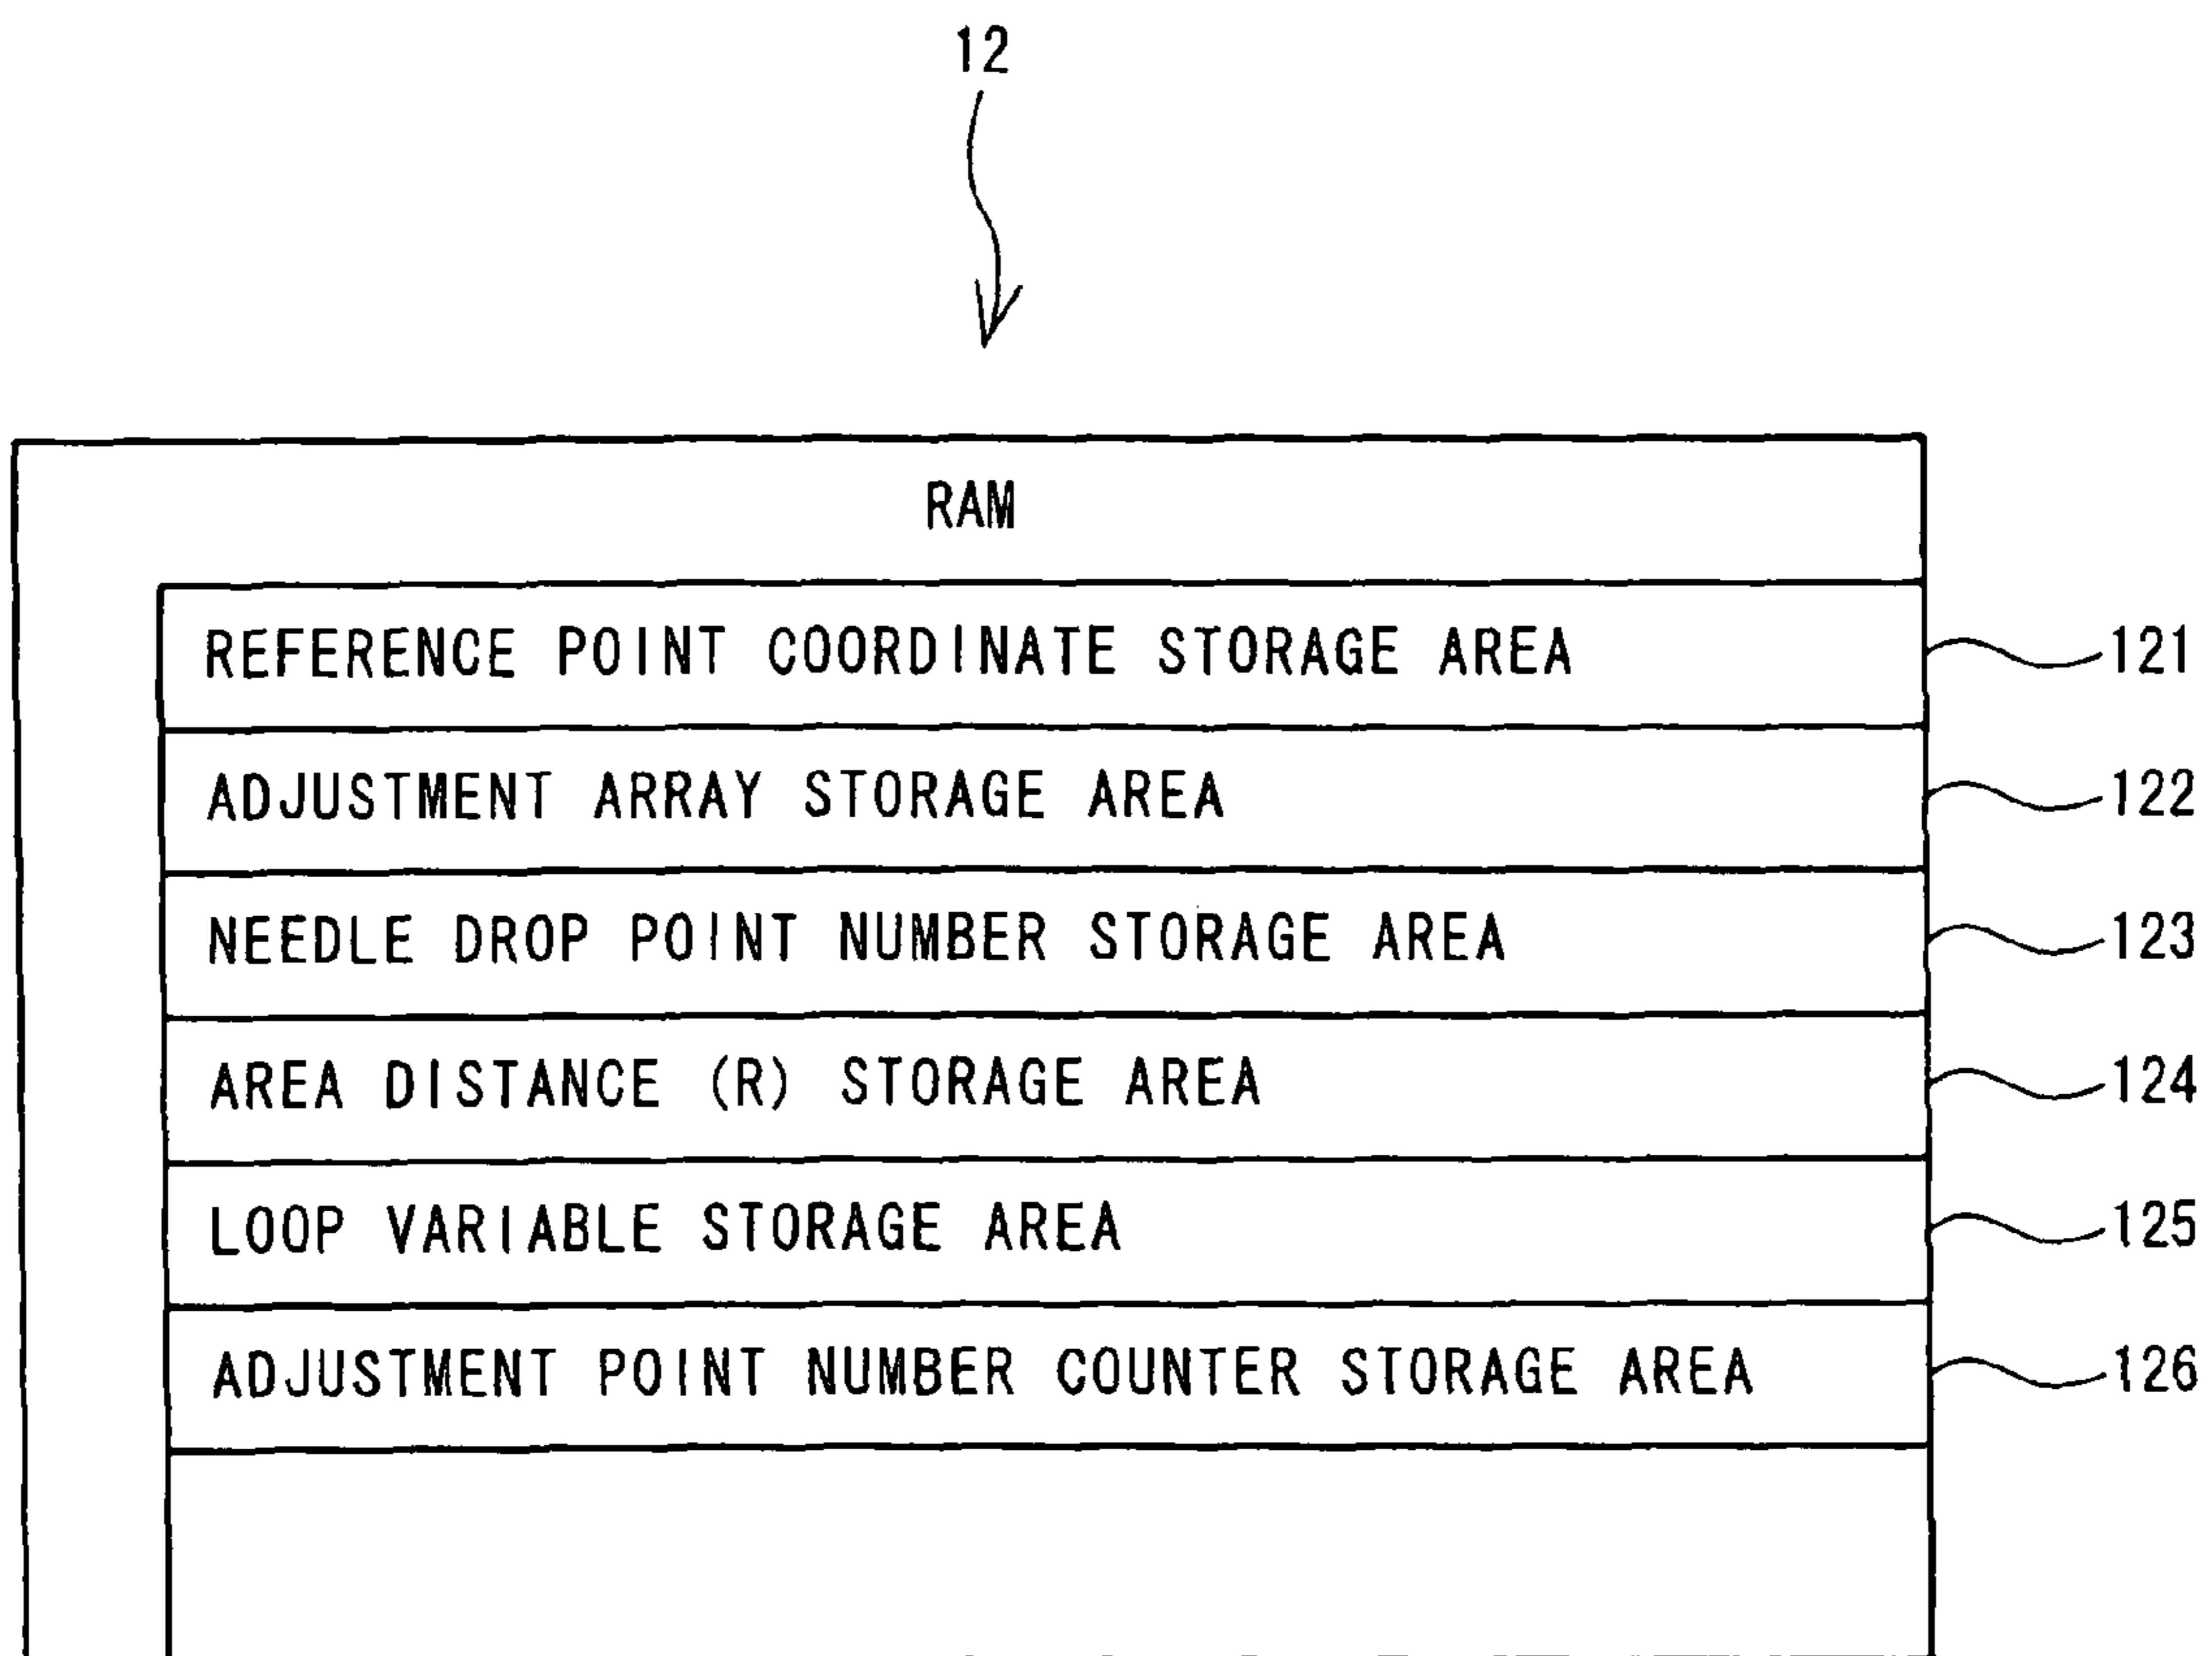 12
RAM
REFERENCE POINT COORDINATE STORAGE AREA 121
ADJUSTMENT ARRAY STORAGE AREA 122
NEEDLE DROP POINT NUMBER STORAGE AREA 123
AREA DISTANCE (R) STORAGE AREA 124
LOOP VARIABLE STORAGE AREA 125
ADJUSTMENT POINT NUMBER COUNTER STORAGE AREA 126